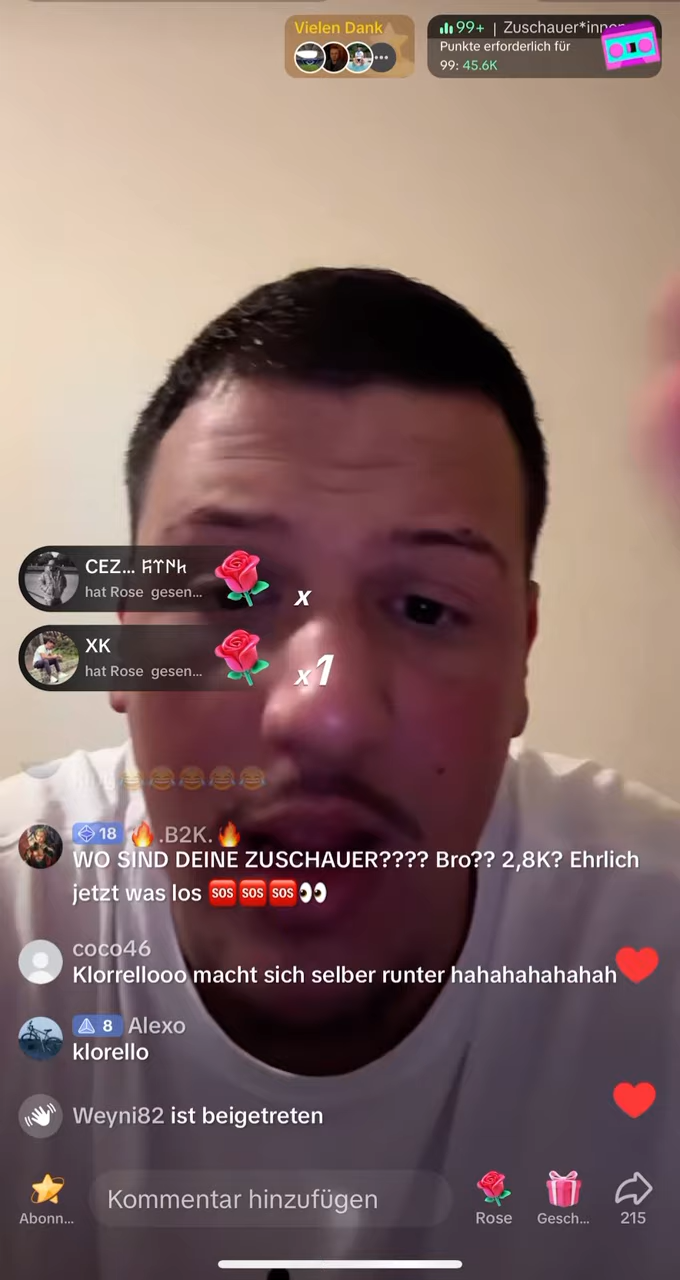 Vielen Dank
99+ | Zuschauer*innen
Punkte erforderlich für
99: 45.6K
CEZ...
hat Rose gesen...
x
XK
hat Rose gesen...
x1
😂😂😂😂😂
18 🔥.B2K.🔥
WO SIND DEINE ZUSCHAUER???? Bro?? 2,8K? Ehrlich
jetzt was los 🆘🆘🆘👀
coco46
Klorrellooo macht sich selber runter hahahahahahah
8 Alexo
klorello
Weyni82 ist beigetreten
Abonn...
Kommentar hinzufügen
Rose
Gesch...
215